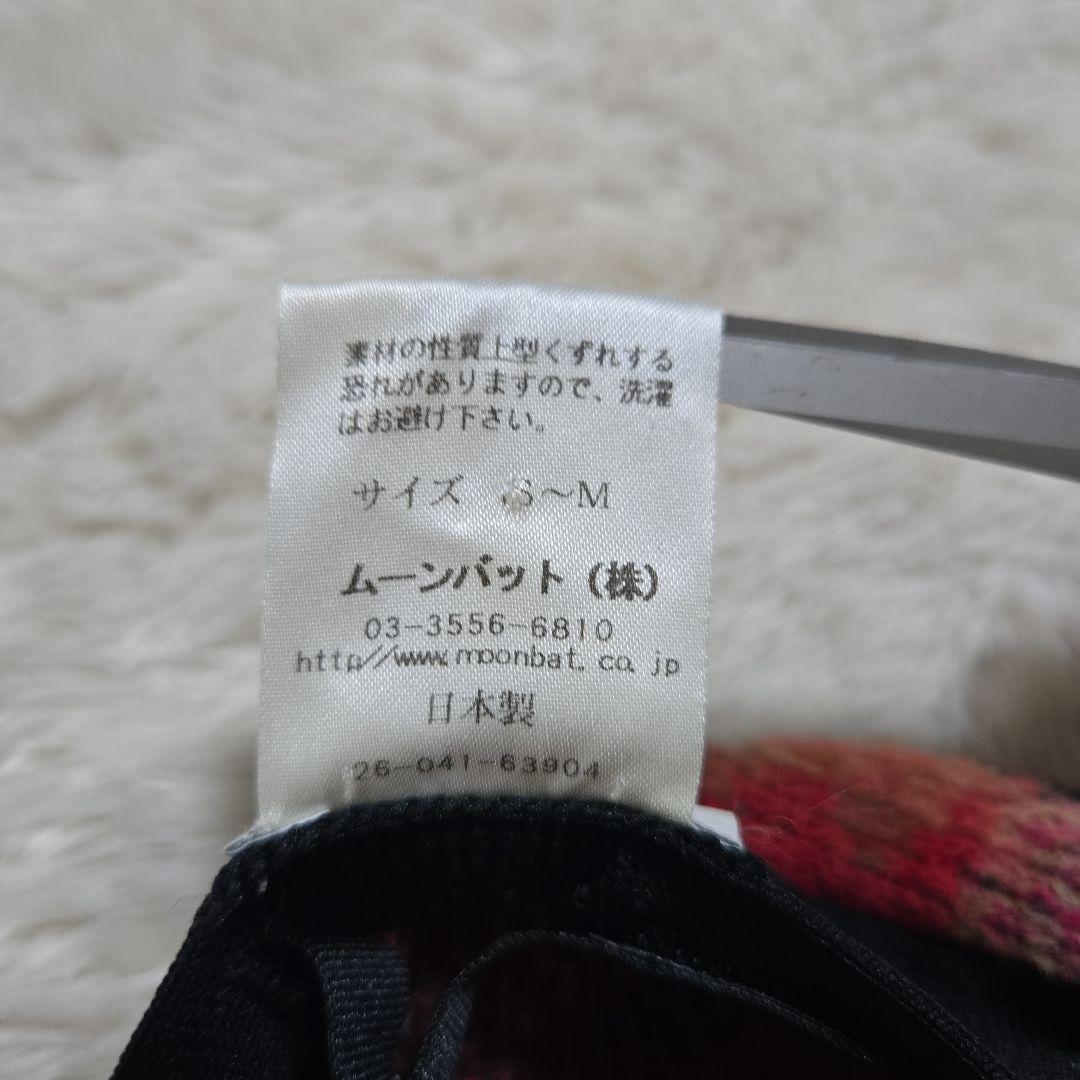 素材の性質上型くずれする
恐れがありますので、洗濯
はお避け下さい。
サイズ S～M
ムーンバット（株）
03-3556-6810
http://www.moonbat.co.jp
日本製
26-041-63904